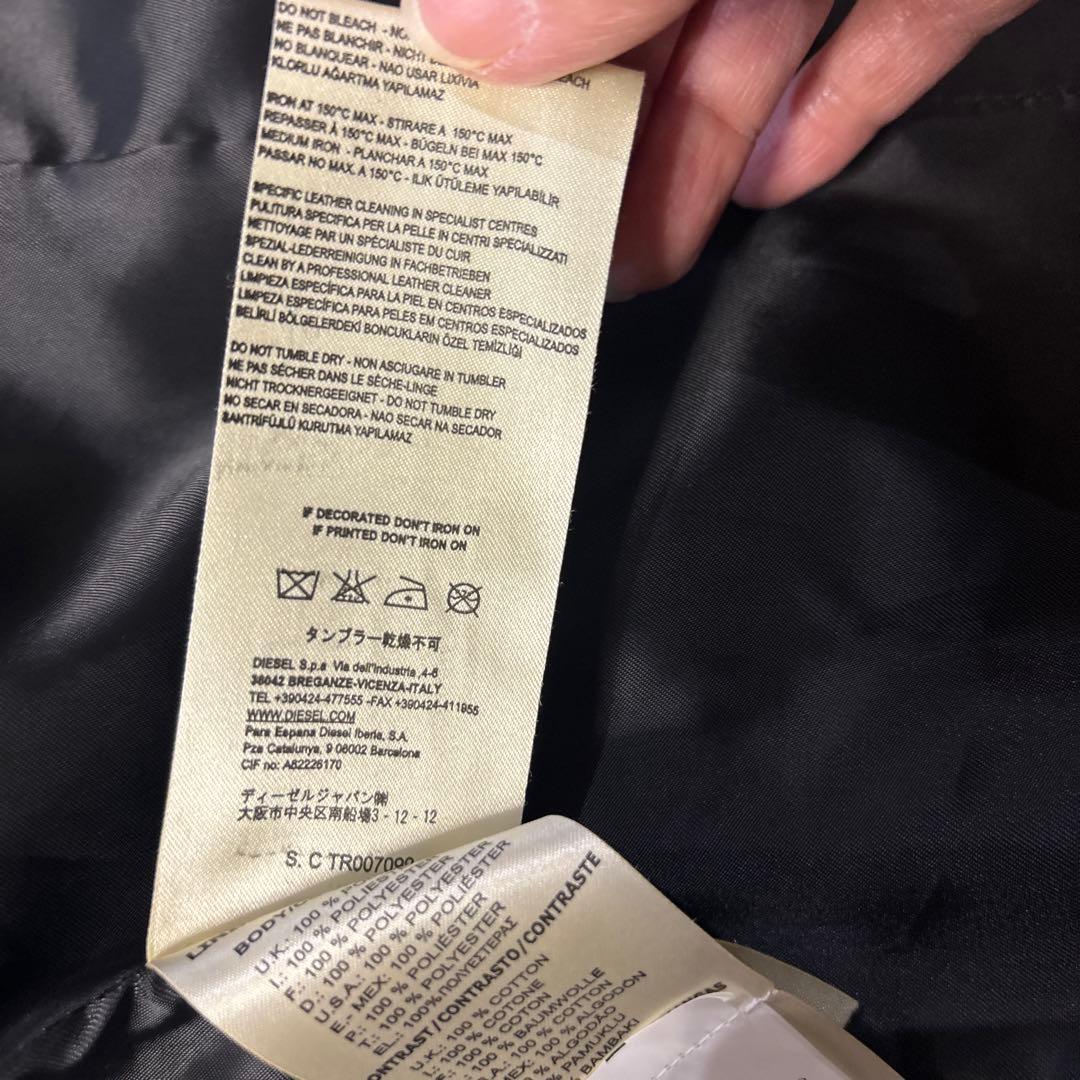 DO NOT BLEACH - NO
NE PAS BLANCHIR - NICHT BLEACH
NO BLANQUEAR - NAO USAR LIXIVIA
KLORLU AĞARTMA YAPILAMAZ
IRON AT 150°C MAX - STIRARE A 150°C MAX
REPASSER À 150°C MAX - BÜGELN BEI MAX 150°C
MEDIUM IRON - PLANCHAR A 150°C MAX
PASSAR NO MAX. A 150°C - ILIK ÜTÜLEME YAPILABİLİR
SPECIFIC LEATHER CLEANING IN SPECIALIST CENTRES
PULITURA SPECIFICA PER LA PELLE IN CENTRI SPECIALIZZATI
NETTOYAGE PAR UN SPÉCIALISTE DU CUIR
SPEZIAL-LEDERREINIGUNG IN FACHBETRIEBEN
CLEAN BY A PROFESSIONAL LEATHER CLEANER
LIMPIEZA ESPECÍFICA PARA LA PIEL EN CENTROS ESPECIALIZADOS
LIMPEZA ESPECÍFICA PARA PELES EM CENTROS ESPECIALIZADOS
BELİRLİ BÖLGELERDEKİ BONCUKLARIN ÖZEL TEMİZLİĞİ
DO NOT TUMBLE DRY - NON ASCIUGARE IN TUMBLER
NE PAS SÉCHER DANS LE SÈCHE-LINGE
NICHT TROCKNERGEEIGNET - DO NOT TUMBLE DRY
NO SECAR EN SECADORA - NAO SECAR NA SECADOR
SANTRİFÜJLÜ KURUTMA YAPILAMAZ
IF DECORATED DON'T IRON ON
IF PRINTED DON'T IRON ON
タンブラー乾燥不可
DIESEL S.p.a Via dell'Industria ,4-6
36042 BREGANZE-VICENZA-ITALY
TEL +390424-477555 -FAX +390424-411955
WWW.DIESEL.COM
Para Espana Diesel Iberia, S.A.
Pza Catalunya, 9 08002 Barcelona
CIF no: A62226170
ディーゼルジャパン㈱
大阪市中央区南船場3 - 12 - 12
S. C TR007099
BODY/
U.K.: 100 % POLYESTER
I.: 100 % POLIESTERE
F.: 100 % POLYESTER
D.: 100 % POLYESTER
U.S.A.: 100 % POLYESTER
E.- MEX: 100 % POLIÉSTER
T.: 100 % POLYESTER
EL.: 100%ΠΟΛΥΕΣΤΕΡΑΣ
CONTRAST/CONTRASTO/CONTRASTE
U.K.: 100 % COTTON
I.: 100 % COTONE
F.: 100 % COTON
100 % BAUMWOLLE
100 % COTTON
MEX: 100 % ALGODON
ALGODÃO
% PAMUKLU
ΒΑΜΒΑΚΙ